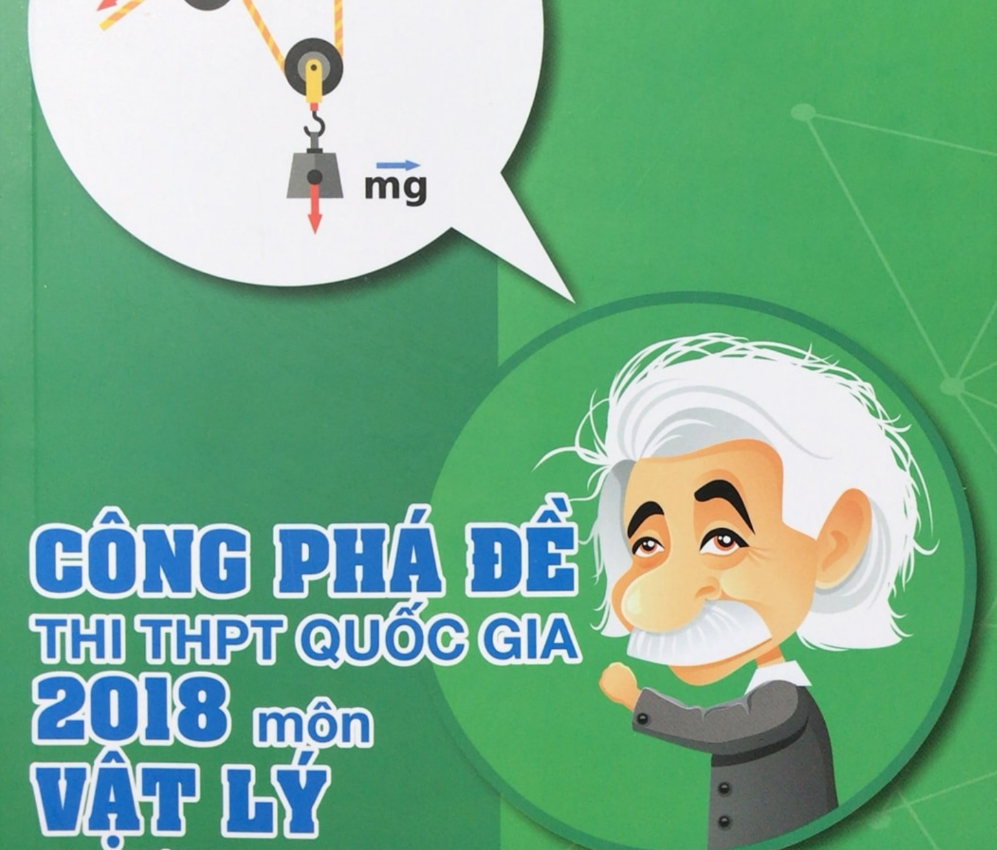 mg
CÔNG PHÁ ĐỀ
THI THPT QUỐC GIA
2018 môn
VẬT LÝ